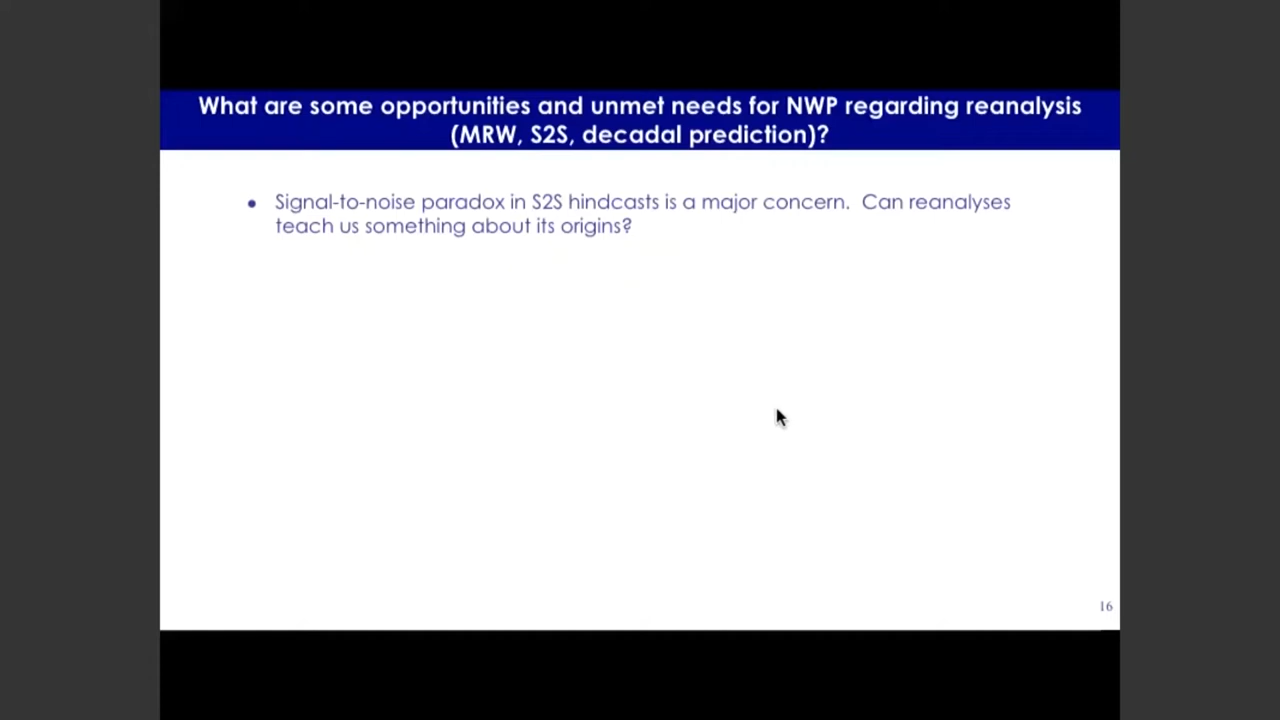 What are some opportunities and unmet needs for NWP regarding reanalysis
(MRW, S2S, decadal prediction)?
• Signal-to-noise paradox in S2S hindcasts is a major concern. Can reanalyses
teach us something about its origins?
16